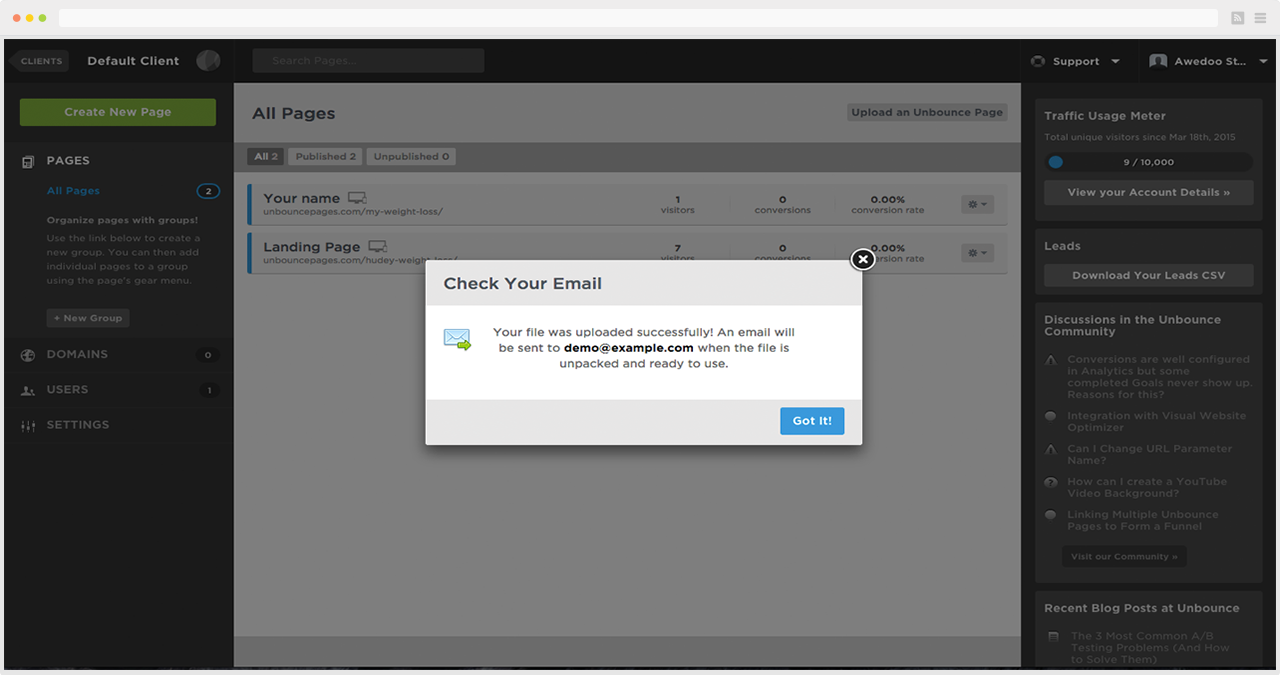 CLIENTS
Default Client
Search Pages...
Support
Awedoo St...
Create New Page
PAGES
All Pages
2
Organize pages with groups!
Use the link below to create a
new group. You can then add
individual pages to a group
using the page's gear menu.
+ New Group
DOMAINS
0
USERS
1
SETTINGS
All Pages
Upload an Unbounce Page
All 2
Published 2
Unpublished 0
Your name
unbouncepages.com/my-weight-loss/
1
visitors
0
conversions
0.00%
conversion rate
Landing Page
unbouncepages.com/hudey-weight-loss/
7
visitors
0
conversions
0.00%
version rate
Check Your Email
Your file was uploaded successfully! An email will
be sent to demo@example.com when the file is
unpacked and ready to use.
Got It!
Traffic Usage Meter
Total unique visitors since Mar 18th, 2015
9 / 10,000
View your Account Details »
Leads
Download Your Leads CSV
Discussions in the Unbounce
Community
Conversions are well configured
in Analytics but some
completed Goals never show up.
Reasons for this?
Integration with Visual Website
Optimizer
Can I Change URL Parameter
Name?
How can I create a YouTube
Video Background?
Linking Multiple Unbounce
Pages to Form a Funnel
Visit our Community »
Recent Blog Posts at Unbounce
The 3 Most Common A/B
Testing Problems (And How
to Solve Them)